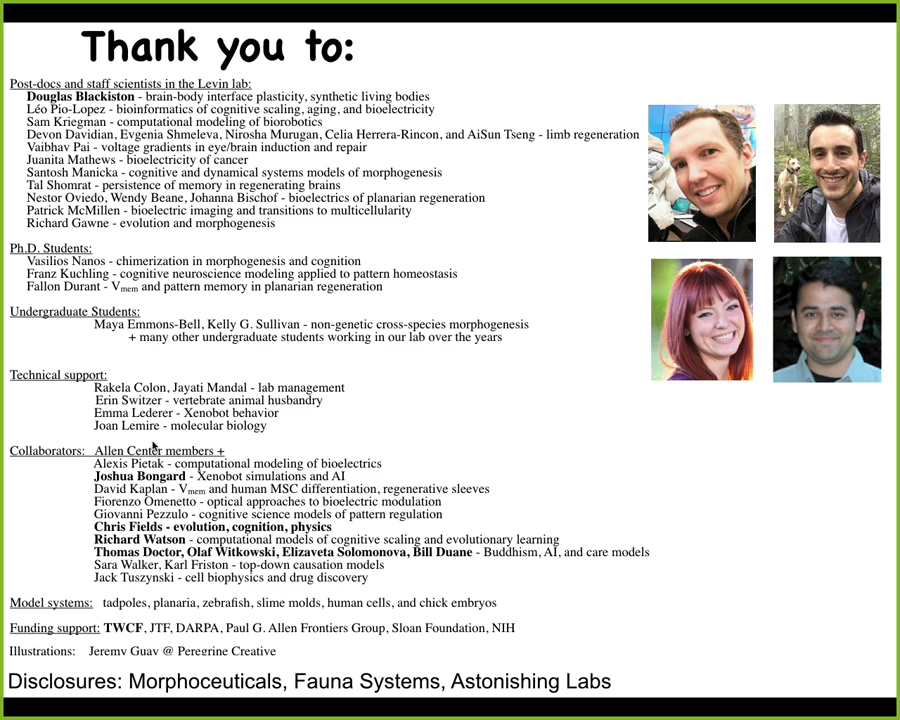 Thank you to:
Post-docs and staff scientists in the Levin lab:
Douglas Blackiston - brain-body interface plasticity, synthetic living bodies
Léo Pio-Lopez - bioinformatics of cognitive scaling, aging, and bioelectricity
Sam Kriegman - computational modeling of biorobotics
Devon Davidian, Evgenia Shmeleva, Nirosha Murugan, Celia Herrera-Rincon, and AiSun Tseng - limb regeneration
Vaibhav Pai - voltage gradients in eye/brain induction and repair
Juanita Mathews - bioelectricity of cancer
Santosh Manicka - cognitive and dynamical systems models of morphogenesis
Tal Shomrat - persistence of memory in regenerating brains
Nestor Oviedo, Wendy Beane, Johanna Bischof - bioelectrics of planarian regeneration
Patrick McMillen - bioelectric imaging and transitions to multicellularity
Richard Gawne - evolution and morphogenesis
Ph.D. Students:
Vasilios Nanos - chimerization in morphogenesis and cognition
Franz Kuchling - cognitive neuroscience modeling applied to pattern homeostasis
Fallon Durant - Vmem and pattern memory in planarian regeneration
Undergraduate Students:
Maya Emmons-Bell, Kelly G. Sullivan - non-genetic cross-species morphogenesis
+ many other undergraduate students working in our lab over the years
Technical support:
Rakela Colon, Jayati Mandal - lab management
Erin Switzer - vertebrate animal husbandry
Emma Lederer - Xenobot behavior
Joan Lemire - molecular biology
Collaborators: Allen Center members +
Alexis Pietak - computational modeling of bioelectrics
Joshua Bongard - Xenobot simulations and AI
David Kaplan - Vmem and human MSC differentiation, regenerative sleeves
Fiorenzo Omenetto - optical approaches to bioelectric modulation
Giovanni Pezzulo - cognitive science models of pattern regulation
Chris Fields - evolution, cognition, physics
Richard Watson - computational models of cognitive scaling and evolutionary learning
Thomas Doctor, Olaf Witkowski, Elizaveta Solomonova, Bill Duane - Buddhism, AI, and care models
Sara Walker, Karl Friston - top-down causation models
Jack Tuszynski - cell biophysics and drug discovery
Model systems: tadpoles, planaria, zebrafish, slime molds, human cells, and chick embryos
Funding support: TWCF, JTF, DARPA, Paul G. Allen Frontiers Group, Sloan Foundation, NIH
Illustrations: Jeremy Guay @ Peregrine Creative
Disclosures: Morphoceuticals, Fauna Systems, Astonishing Labs